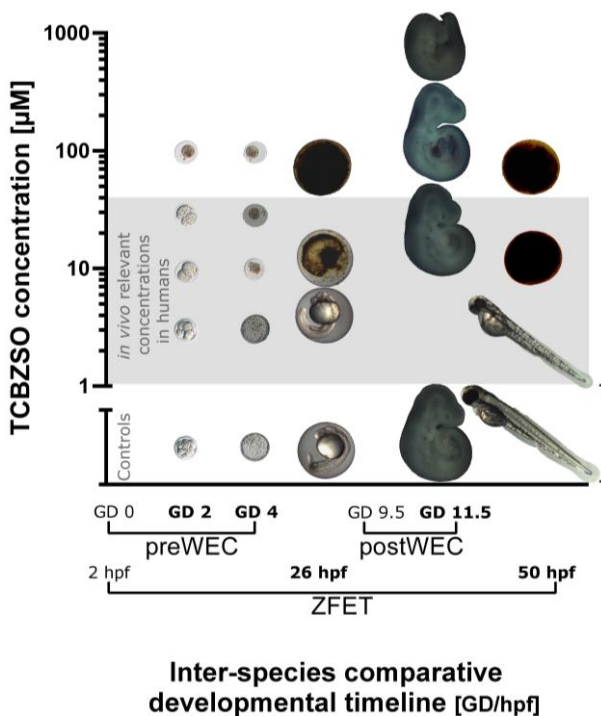 TCBZSO concentration [µM]
1000
100
10
1
in vivo relevant
concentrations
in humans
Controls
GD 0
GD 2
GD 4
GD 9.5
GD 11.5
preWEC
postWEC
2 hpf
26 hpf
50 hpf
ZFET
Inter-species comparative
developmental timeline [GD/hpf]